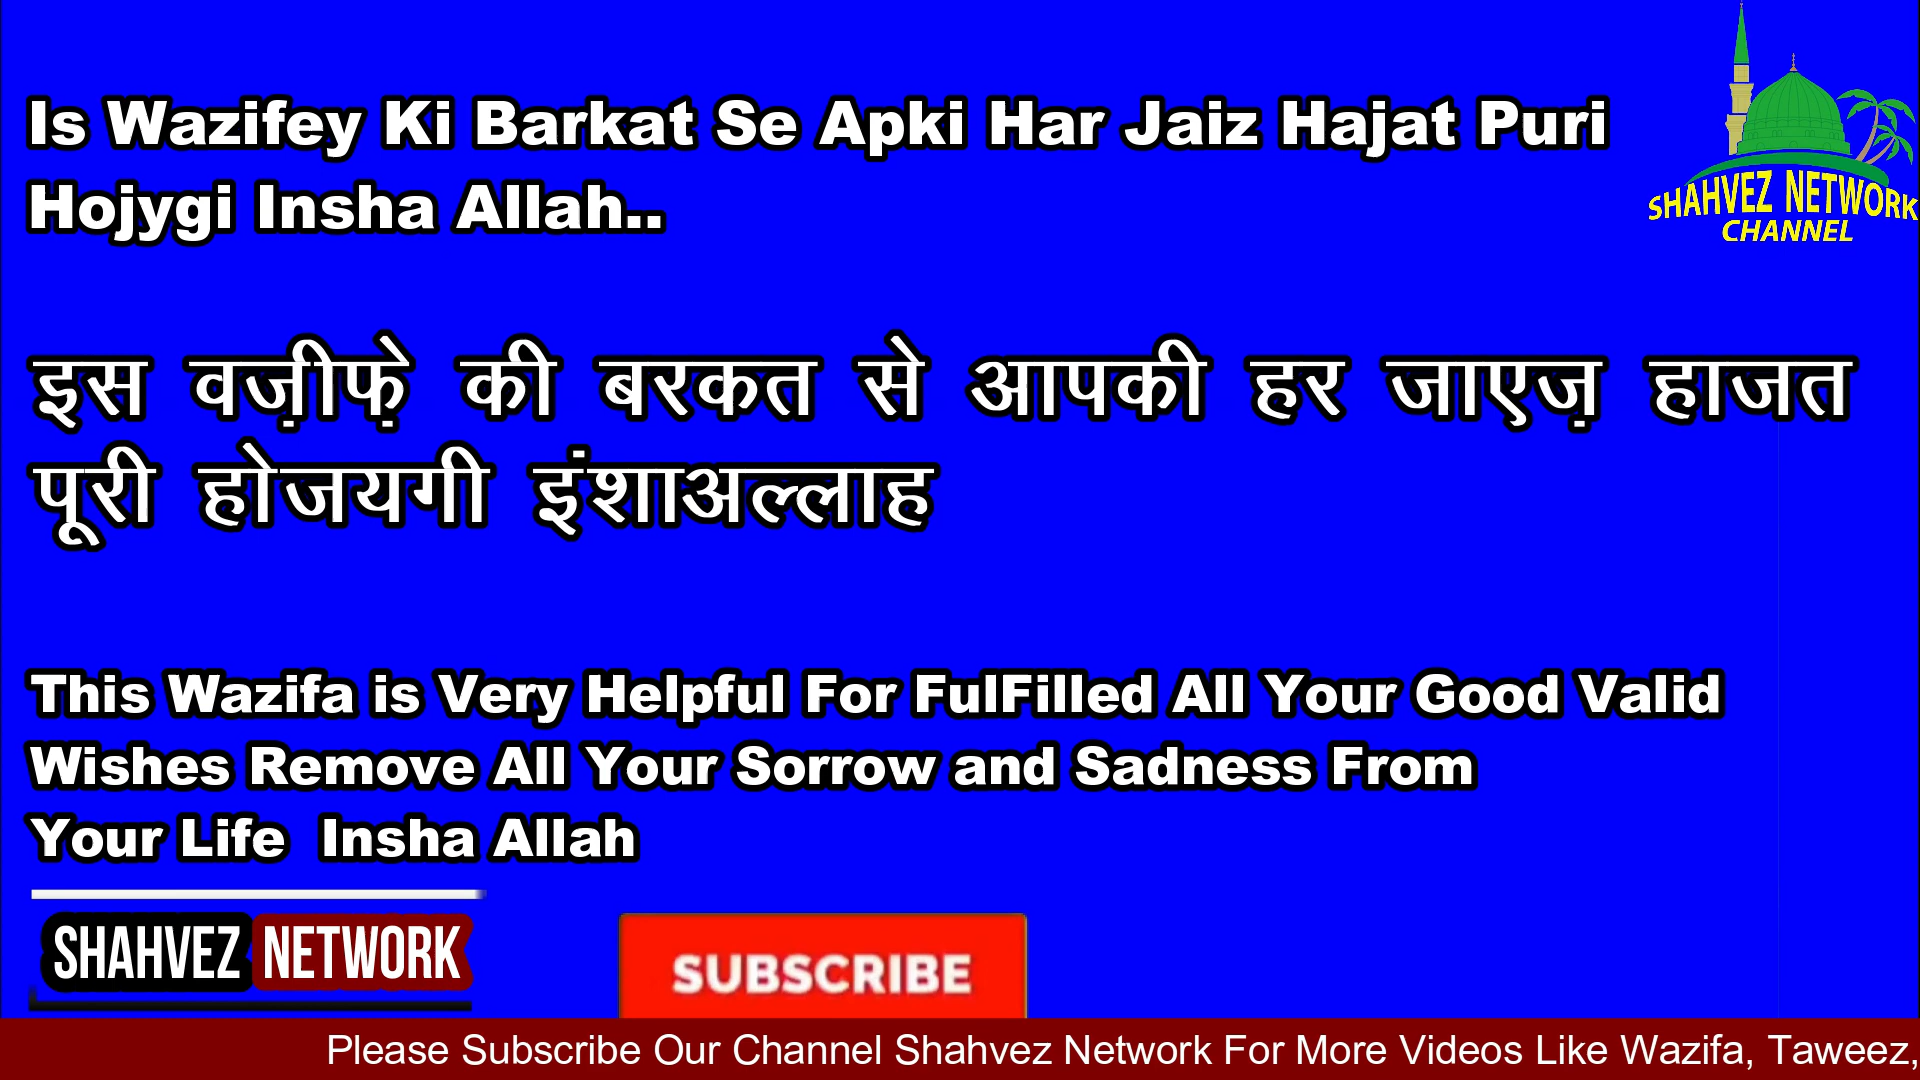 Is Wazifey Ki Barkat Se Apki Har Jaiz Hajat Puri
Hojygi Insha Allah..
SHAHVEZ NETWORK
CHANNEL
इस वज़ीफ़े की बरकत से आपकी हर जाएज़ हाजत
पूरी होजयगी इंशाअल्लाह
This Wazifa is Very Helpful For FulFilled All Your Good Valid
Wishes Remove All Your Sorrow and Sadness From
Your Life Insha Allah
SHAHVEZ NETWORK
SUBSCRIBE
Please Subscribe Our Channel Shahvez Network For More Videos Like Wazifa, Taweez,